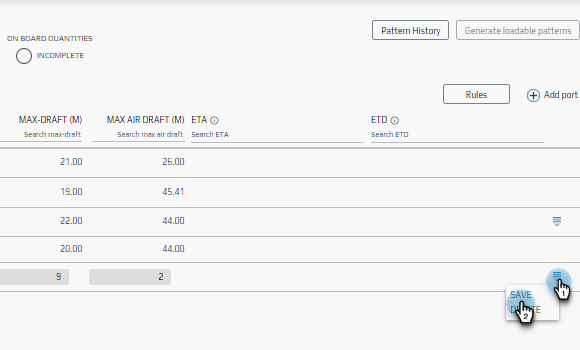 Pattern History
Generate loadable patterns
ON BOARD QUANTITIES
INCOMPLETE
Rules
Add port
MAX-DRAFT (M) MAX AIR DRAFT (M) ETA ETD
Search max-draft Search max air draft Search ETA Search ETD
21.00 26.00
19.00 45.41
22.00 44.00
20.00 44.00
9 2
1
SAVE
2